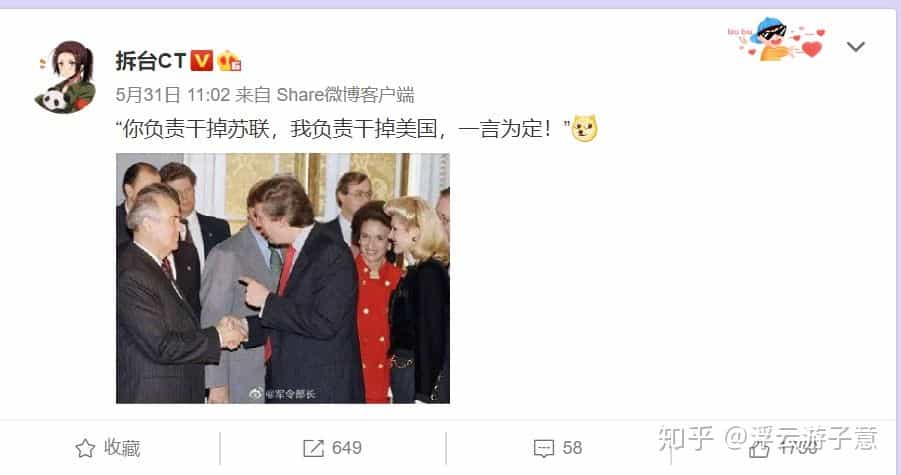 biu biu
拆台CT
5月31日 11:02 来自 Share微博客户端
“你负责干掉苏联，我负责干掉美国，一言为定！”
@军令部长
收藏
649
58
知乎 @浮云游子意